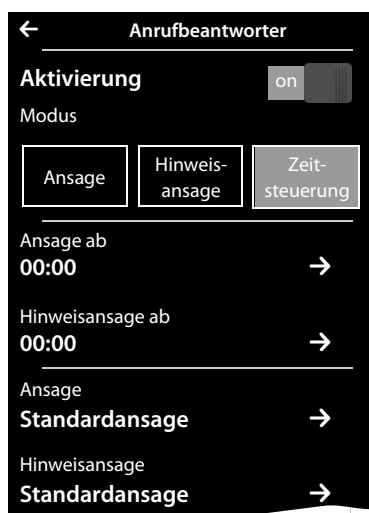 Anrufbeantworter
Aktivierung
on
Modus
Ansage
Hinweis-
ansage
Zeit-
steuerung
Ansage ab
00:00
Hinweisansage ab
00:00
Ansage
Standardansage
Hinweisansage
Standardansage